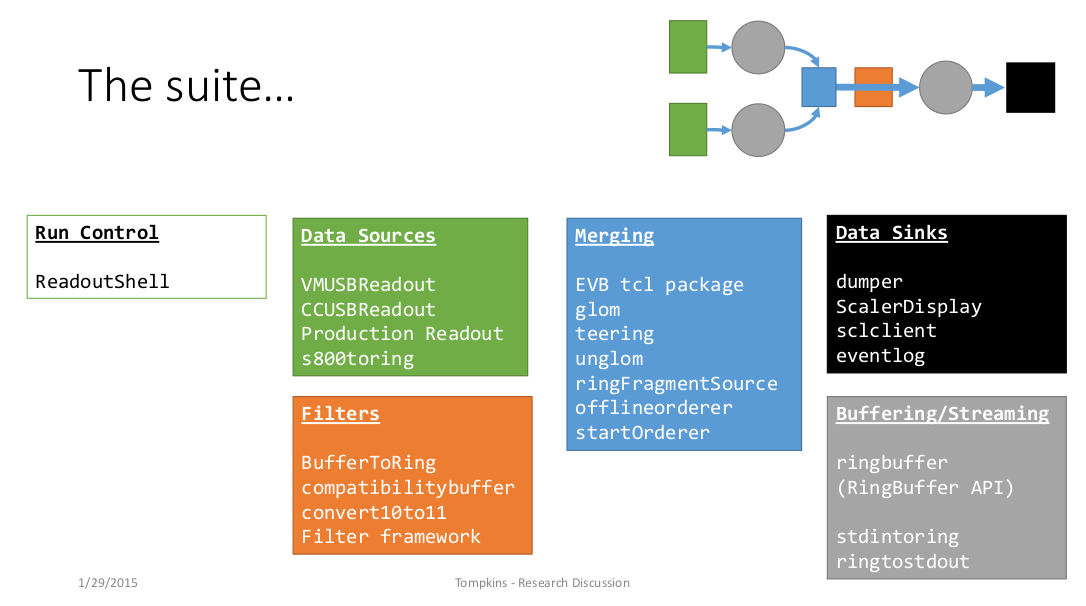 The suite…
Run Control
ReadoutShell
Data Sources
VMUSBReadout
CCUSBReadout
Production Readout
s800toring
Filters
BufferToRing
compatibilitybuffer
convert10to11
Filter framework
Merging
EVB tcl package
glom
teering
unglom
ringFragmentSource
offlineorderer
startOrderer
Data Sinks
dumper
ScalerDisplay
sclclient
eventlog
Buffering/Streaming
ringbuffer
(RingBuffer API)
stdintoring
ringtostdout
1/29/2015
Tompkins - Research Discussion